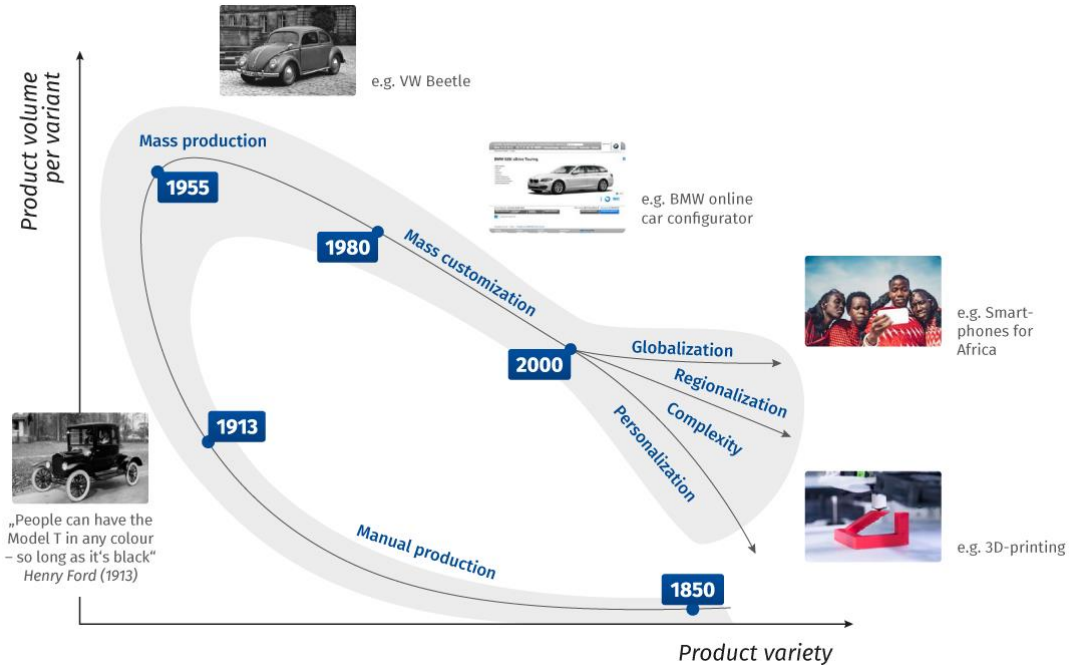 Product volume
per variant
e.g. VW Beetle
Mass production
1955
1980
Mass customization
e.g. BMW online
car configurator
2000
Globalization
Regionalization
Complexity
Personalization
e.g. Smart-
phones for
Africa
1913
„People can have the
Model T in any colour
– so long as it‘s black“
Henry Ford (1913)
Manual production
1850
e.g. 3D-printing
Product variety